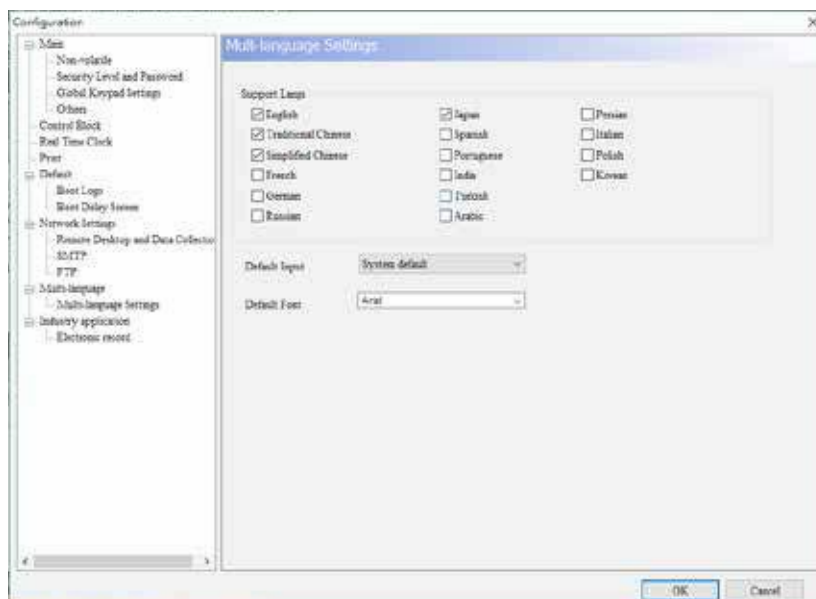 Configuration
Main
Non-volatile
Security Level and Password
Global Keypad Settings
Others
Control Block
Real Time Clock
Print
Default
Boot Logo
Boot Delay Screen
Network Settings
Remote Desktop and Data Collector
SMTP
FTP
Multi-language
Multi-language Settings
Industry application
Electronic record
Multi-language Settings
Support Langs
English
Japan
Persian
Traditional Chinese
Spanish
Italian
Simplified Chinese
Portuguese
Polish
French
India
Korean
German
Turkish
Russian
Arabic
Default Input
System default
Default Font
Arial
OK
Cancel